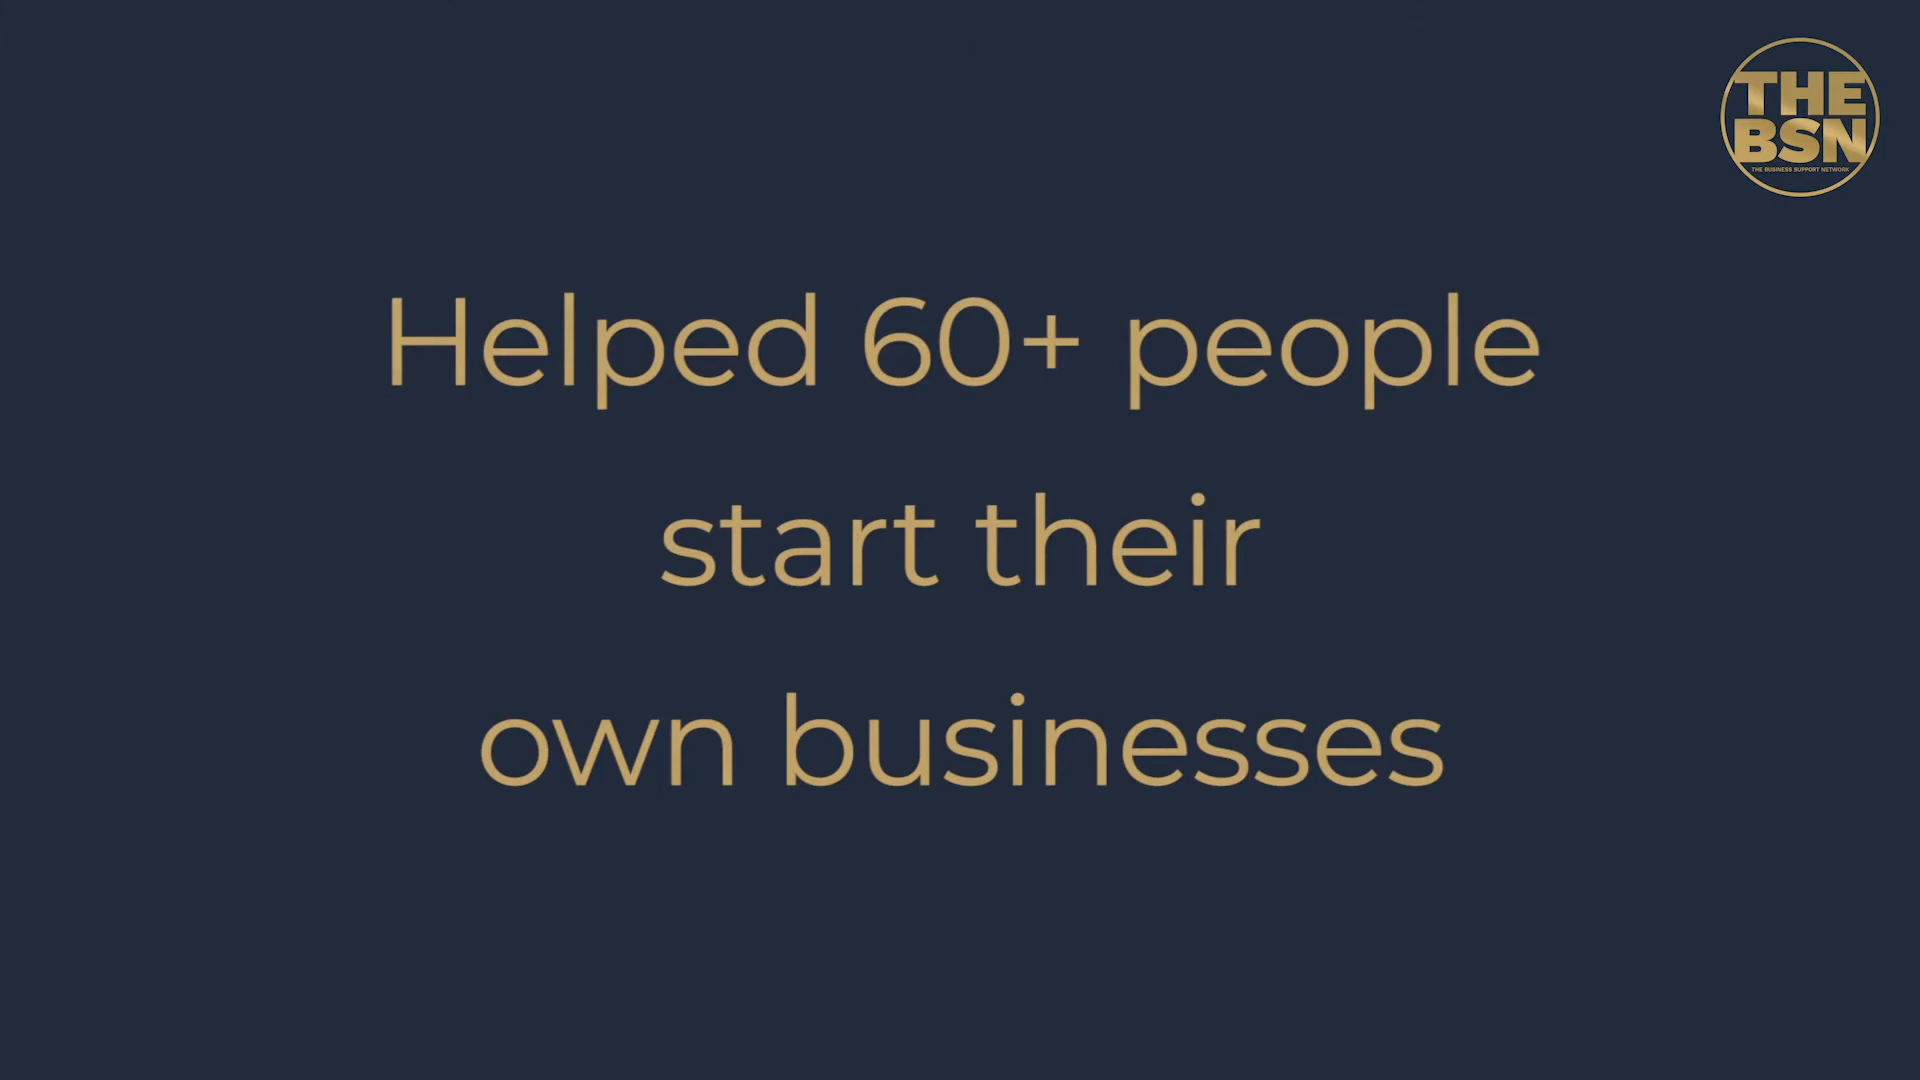 THE
BSN
THE BUSINESS SUPPORT NETWORK
Helped 60+ people
start their
own businesses